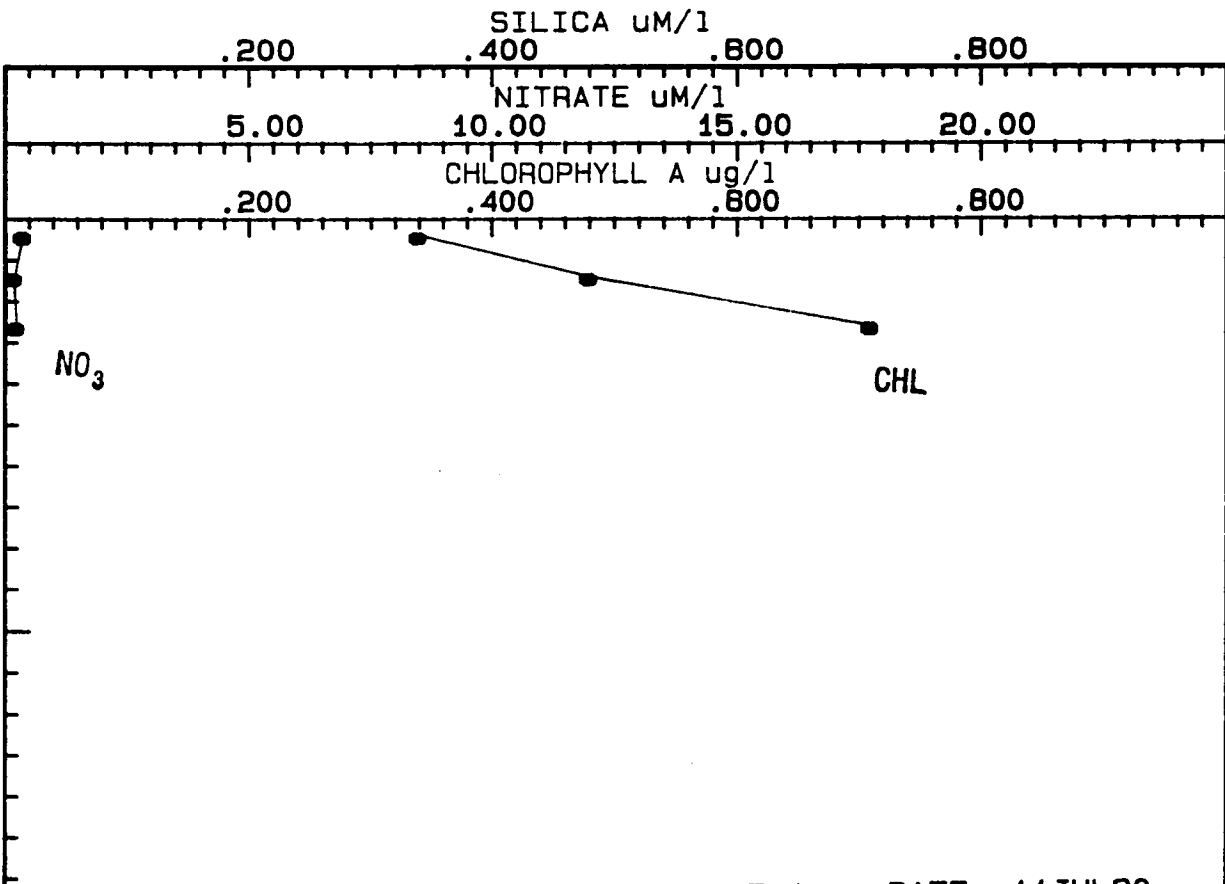 SILICA uM/l
.200 .400 .600 .800
NITRATE uM/l
5.00 10.00 15.00 20.00
CHLOROPHYLL A ug/l
.200 .400 .600 .800
NO₃
CHL